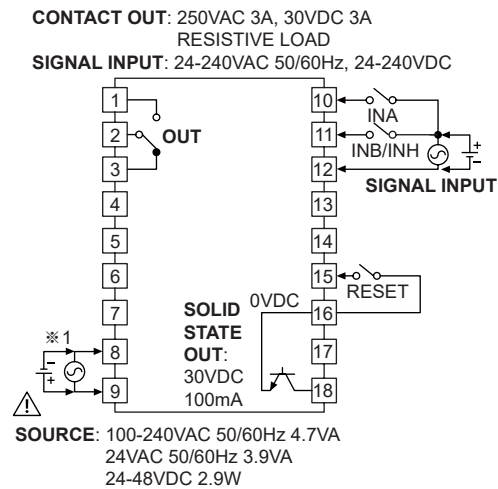 CONTACT OUT: 250VAC 3A, 30VDC 3A
RESISTIVE LOAD
SIGNAL INPUT: 24-240VAC 50/60Hz, 24-240VDC
1
2
3
4
5
6
7
8
9
OUT
10
11
12
13
14
15
16
17
18
INA
INB/INH
+
-
SIGNAL INPUT
RESET
0VDC
SOLID
STATE
OUT:
30VDC
100mA
※1
-
+
!
SOURCE: 100-240VAC 50/60Hz 4.7VA
24VAC 50/60Hz 3.9VA
24-48VDC 2.9W